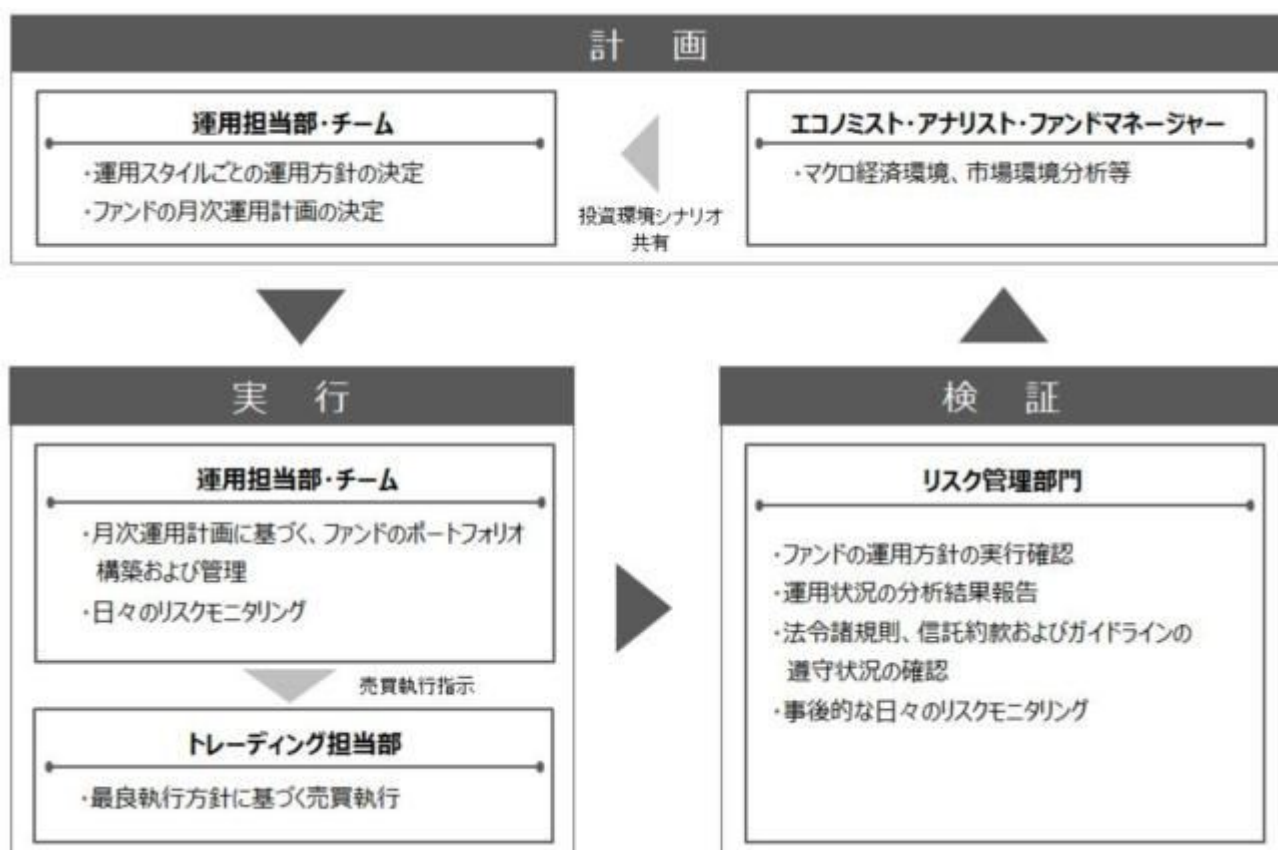 計 画
運用担当部・チーム
・運用スタイルごとの運用方針の決定
・ファンドの月次運用計画の決定
投資環境シナリオ
共有
エコノミスト・アナリスト・ファンドマネージャー
・マクロ経済環境、市場環境分析等
実 行
運用担当部・チーム
・月次運用計画に基づく、ファンドのポートフォリオ
構築および管理
・日々のリスクモニタリング
売買執行指示
トレーディング担当部
・最良執行方針に基づく売買執行
検 証
リスク管理部門
・ファンドの運用方針の実行確認
・運用状況の分析結果報告
・法令諸規則、信託約款およびガイドラインの
遵守状況の確認
・事後的な日々のリスクモニタリング